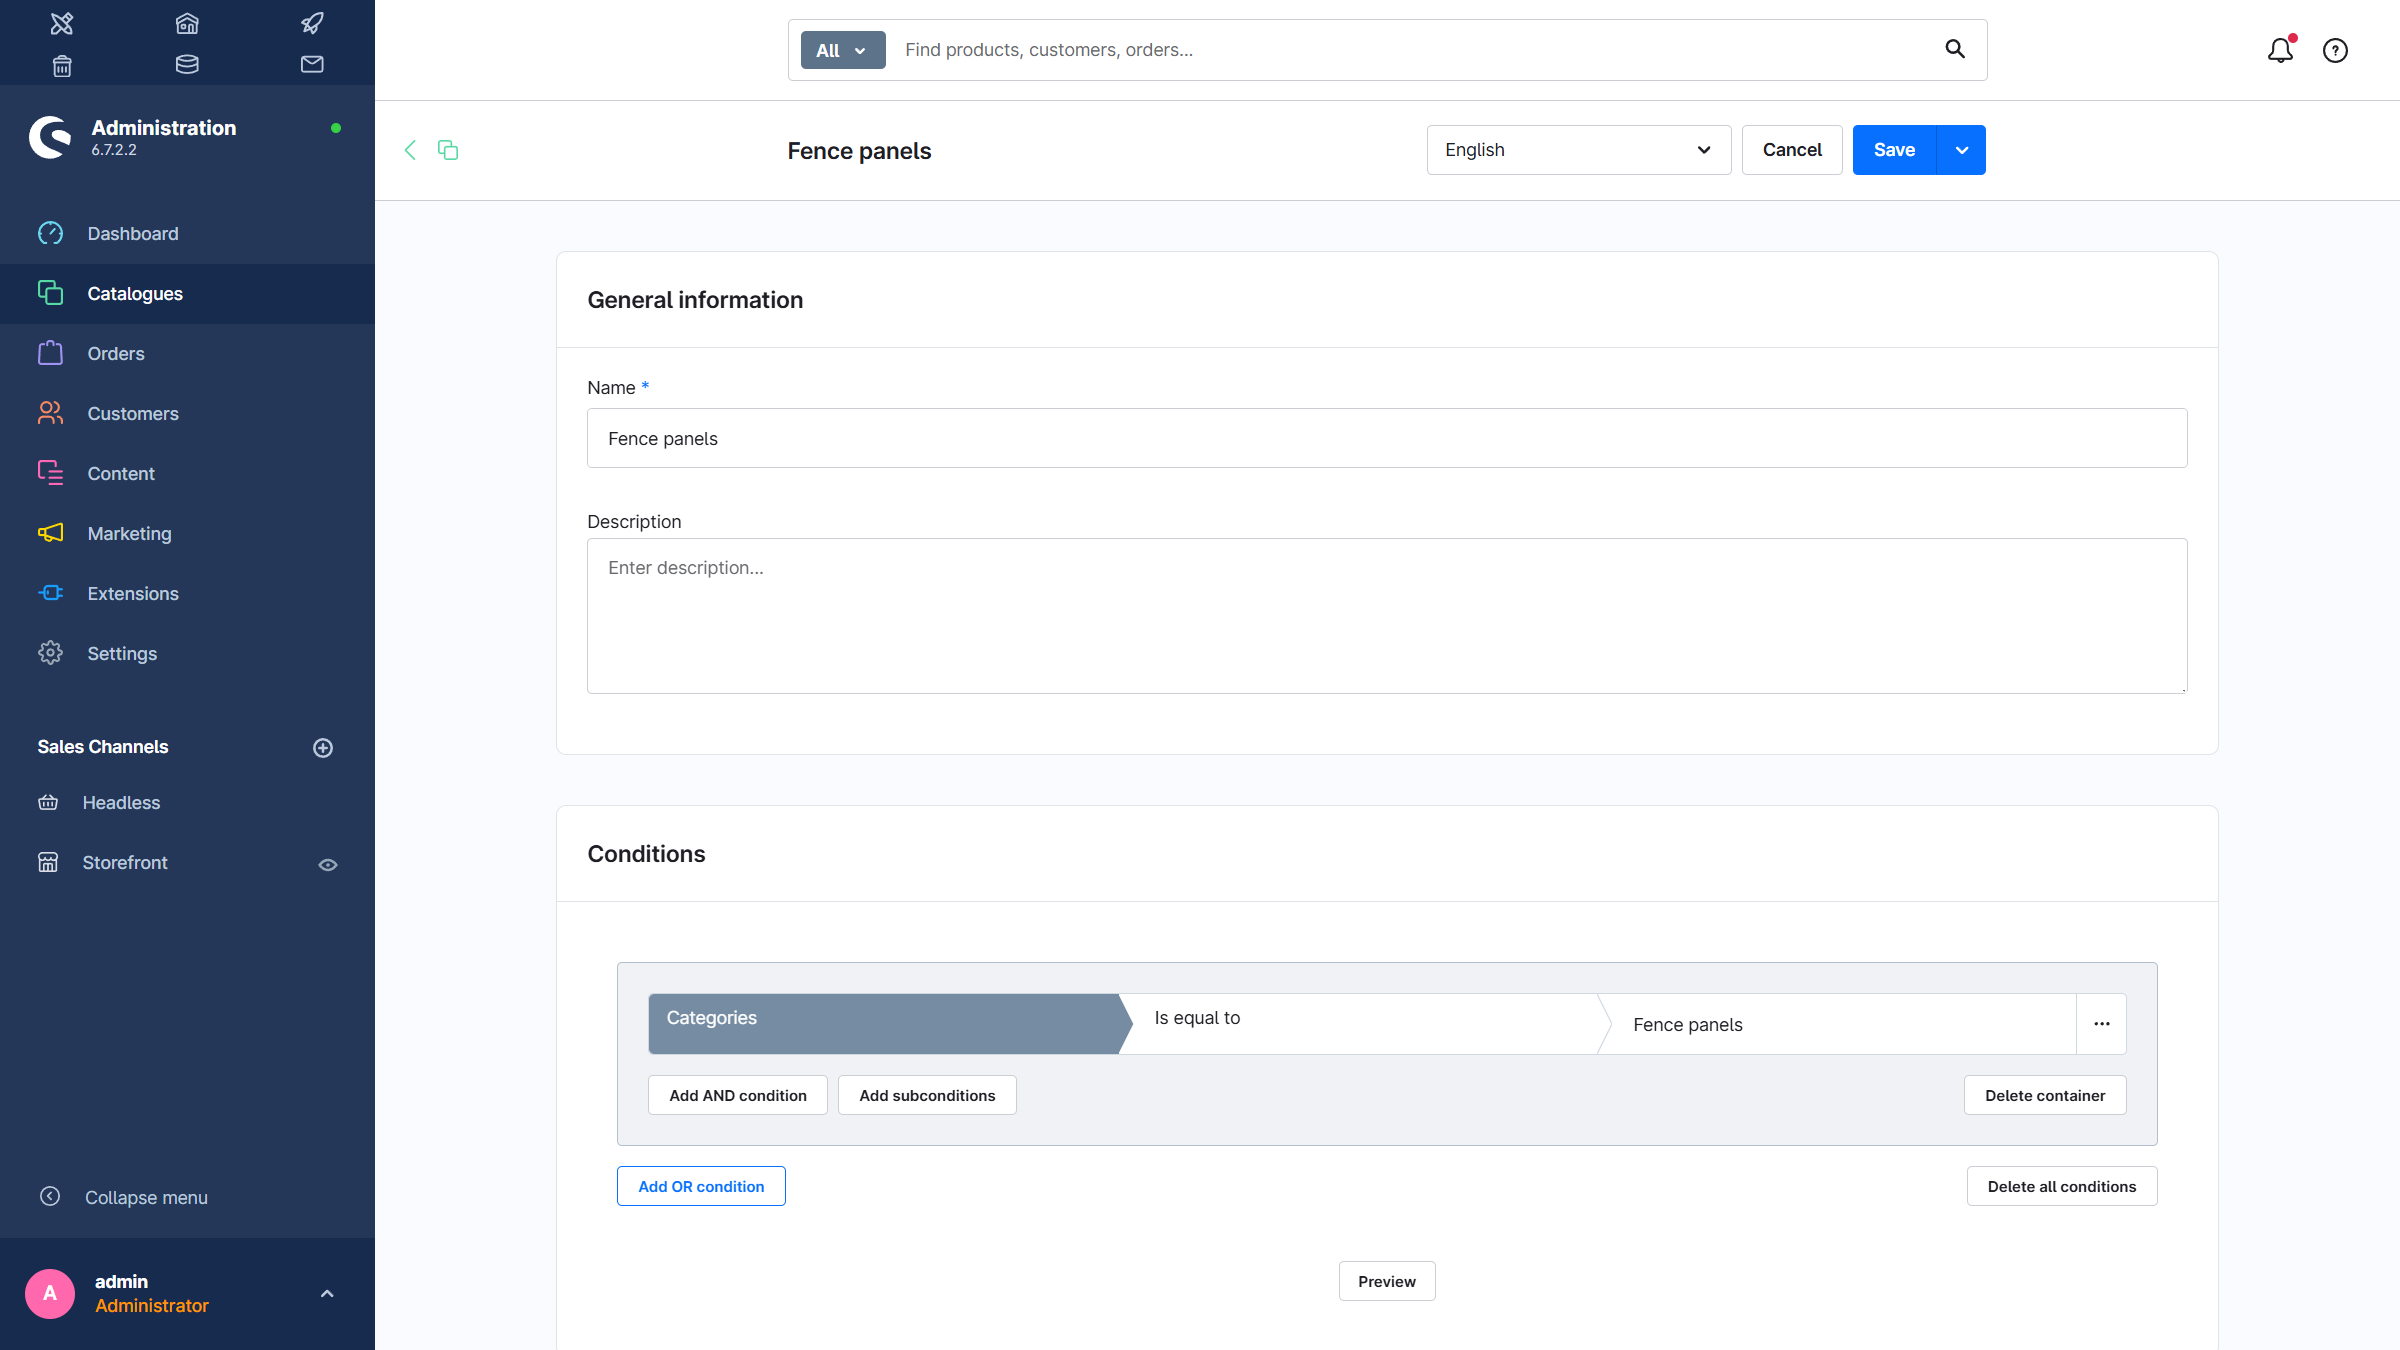 Administration
6.7.2.2
Dashboard
Catalogues
Orders
Customers
Content
Marketing
Extensions
Settings
Sales Channels
Headless
Storefront
Collapse menu
A
admin
Administrator
All
Find products, customers, orders...
Fence panels
English
Cancel
Save
General information
Name *
Fence panels
Description
Enter description...
Conditions
Categories
Is equal to
Fence panels
Add AND condition
Add subconditions
Delete container
Add OR condition
Delete all conditions
Preview